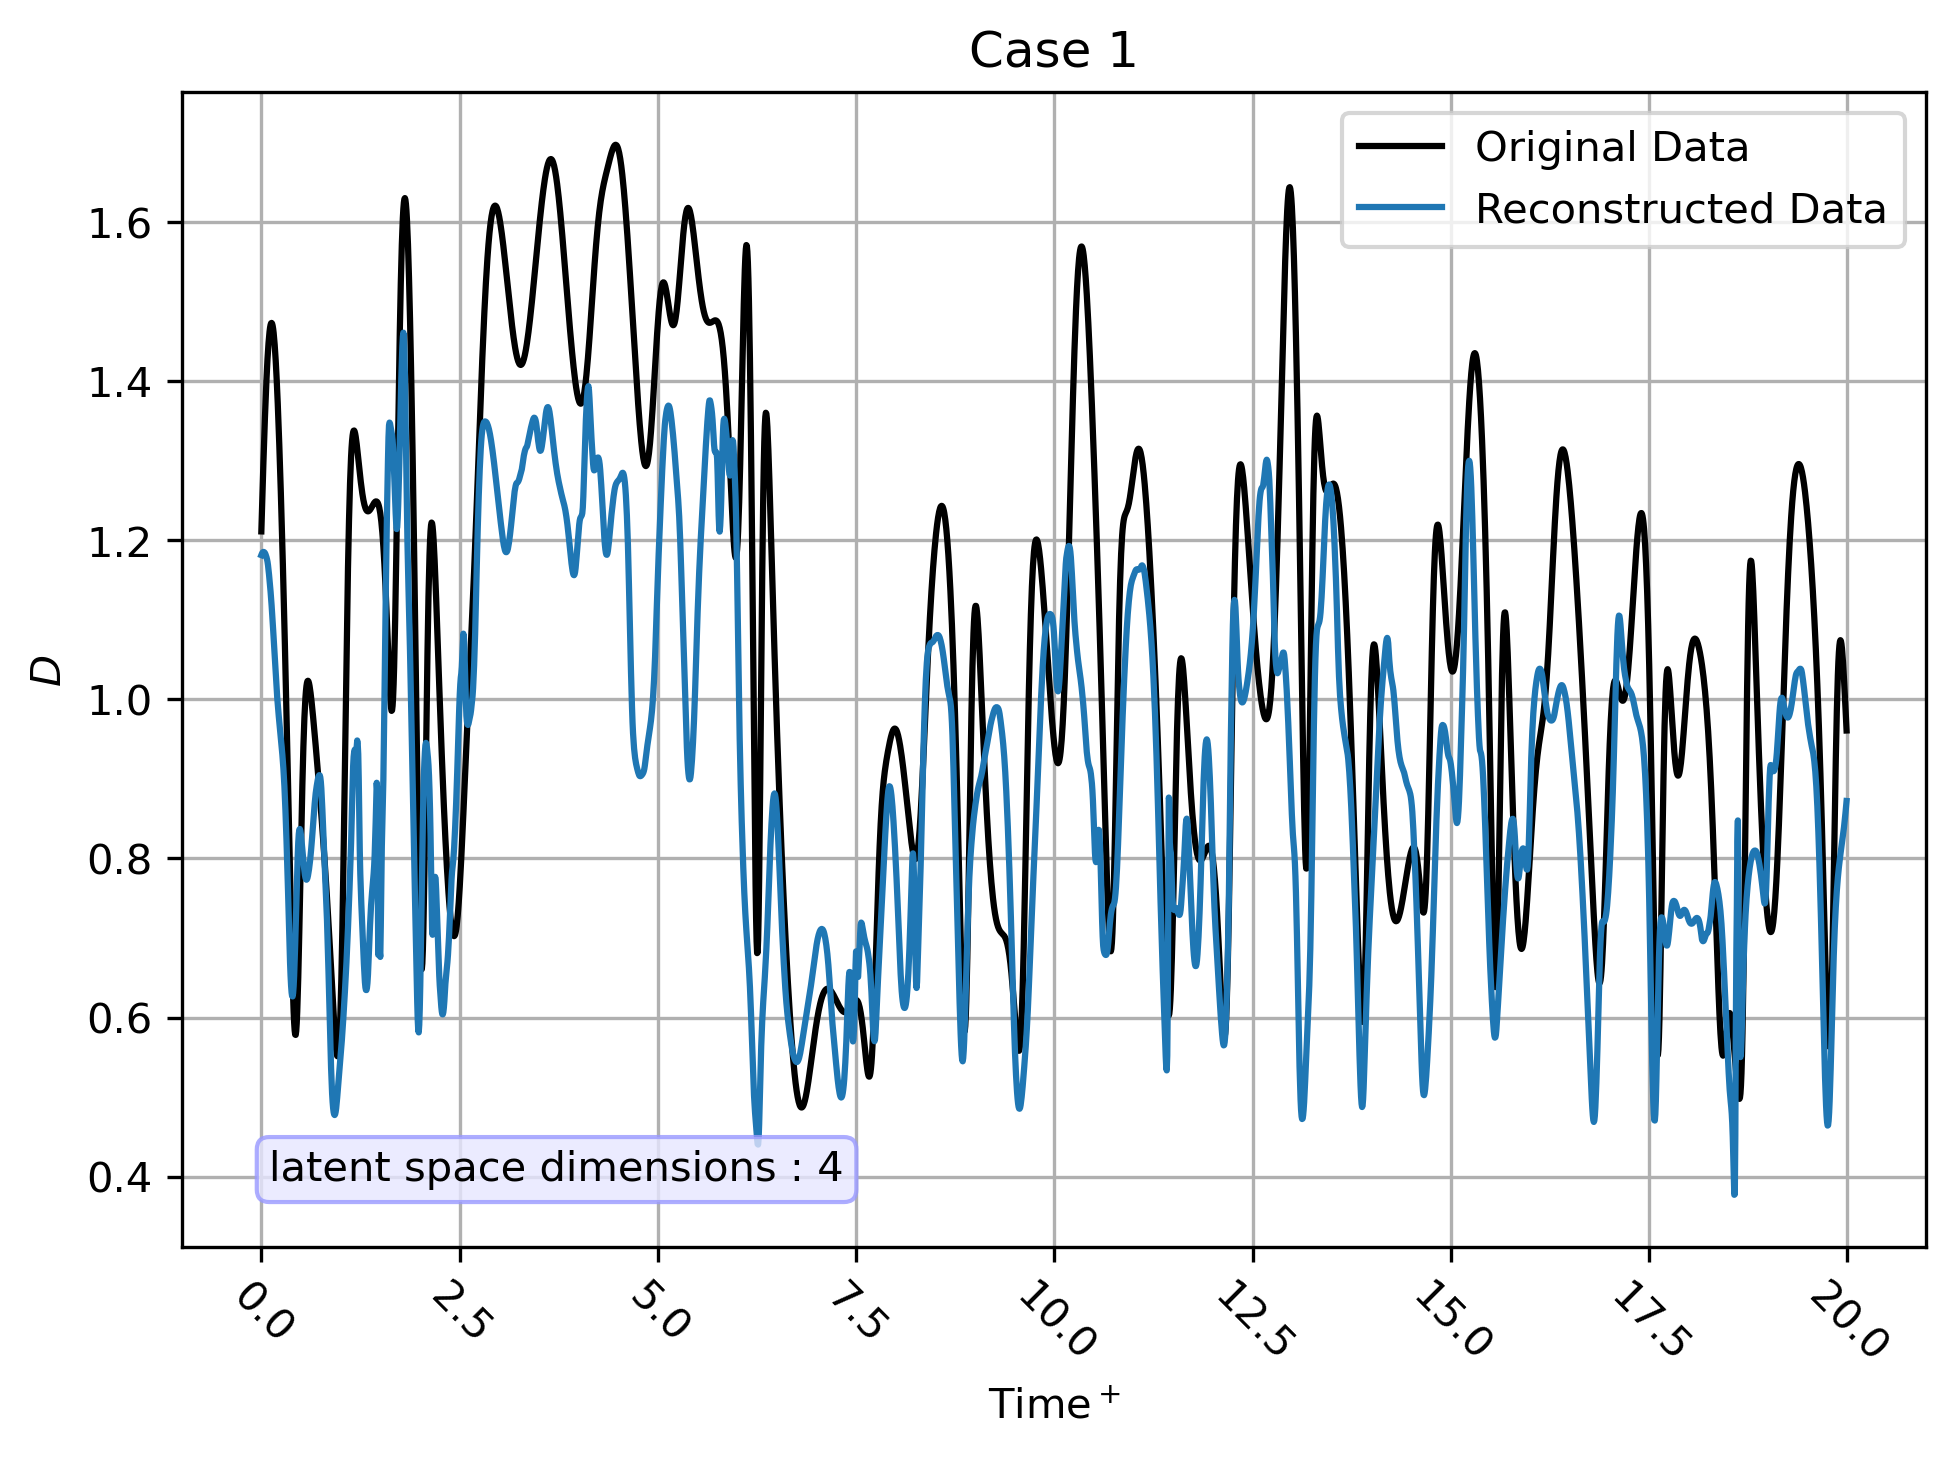 Case 1
Original Data
Reconstructed Data
1.6
1.4
1.2
1.0
0.8
0.6
0.4
D
latent space dimensions : 4
0.0 2.5 5.0 7.5 10.0 12.5 15.0 17.5 20.0
Time⁺